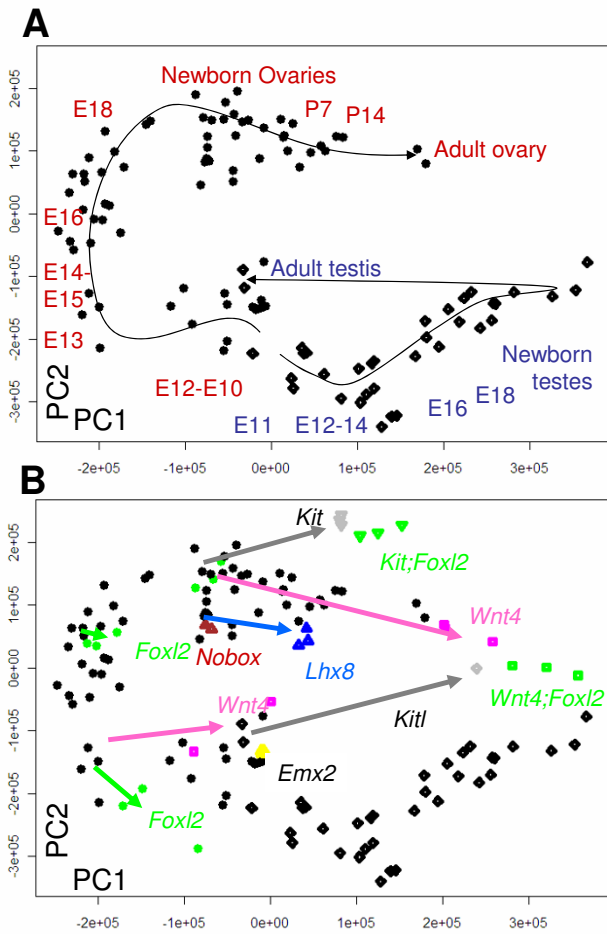 A
Newborn Ovaries
E18
P7
P14
Adult ovary
E16
Adult testis
E14-
E15
E13
Newborn
testes
E12-E10
E18
E16
E11
E12-14
PC2
PC1
2e+05
1e+05
0e+00
-1e+05
-2e+05
-3e+05
-2e+05 -1e+05 0e+00 1e+05 2e+05 3e+05
B
Kit
Kit;Foxl2
Wnt4
Foxl2
Nobox
Lhx8
Wnt4
Wnt4;Foxl2
Kitl
Emx2
Foxl2
PC2
PC1
2e+05
1e+05
0e+00
-1e+05
-2e+05
-3e+05
-2e+05 -1e+05 0e+00 1e+05 2e+05 3e+05